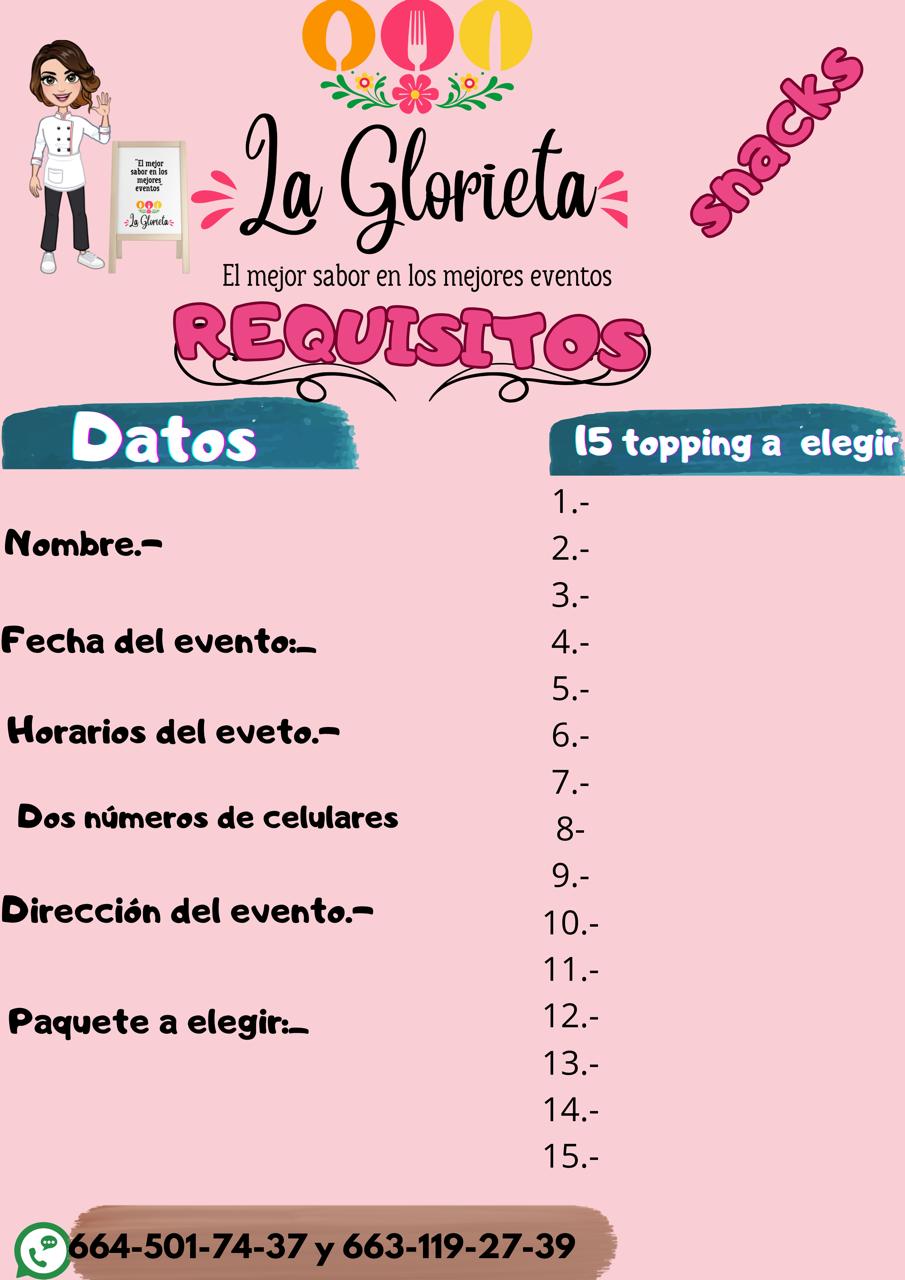 "El mejor
sabor en los
mejores
eventos"
La Glorieta
La Glorieta
El mejor sabor en los mejores eventos
snacks
REQUISITOS
Datos
Nombre.-
Fecha del evento:_
Horarios del eveto.-
Dos números de celulares
Dirección del evento.-
Paquete a elegir:_
15 topping a elegir
1.-
2.-
3.-
4.-
5.-
6.-
7.-
8-
9.-
10.-
11.-
12.-
13.-
14.-
15.-
664-501-74-37 y 663-119-27-39